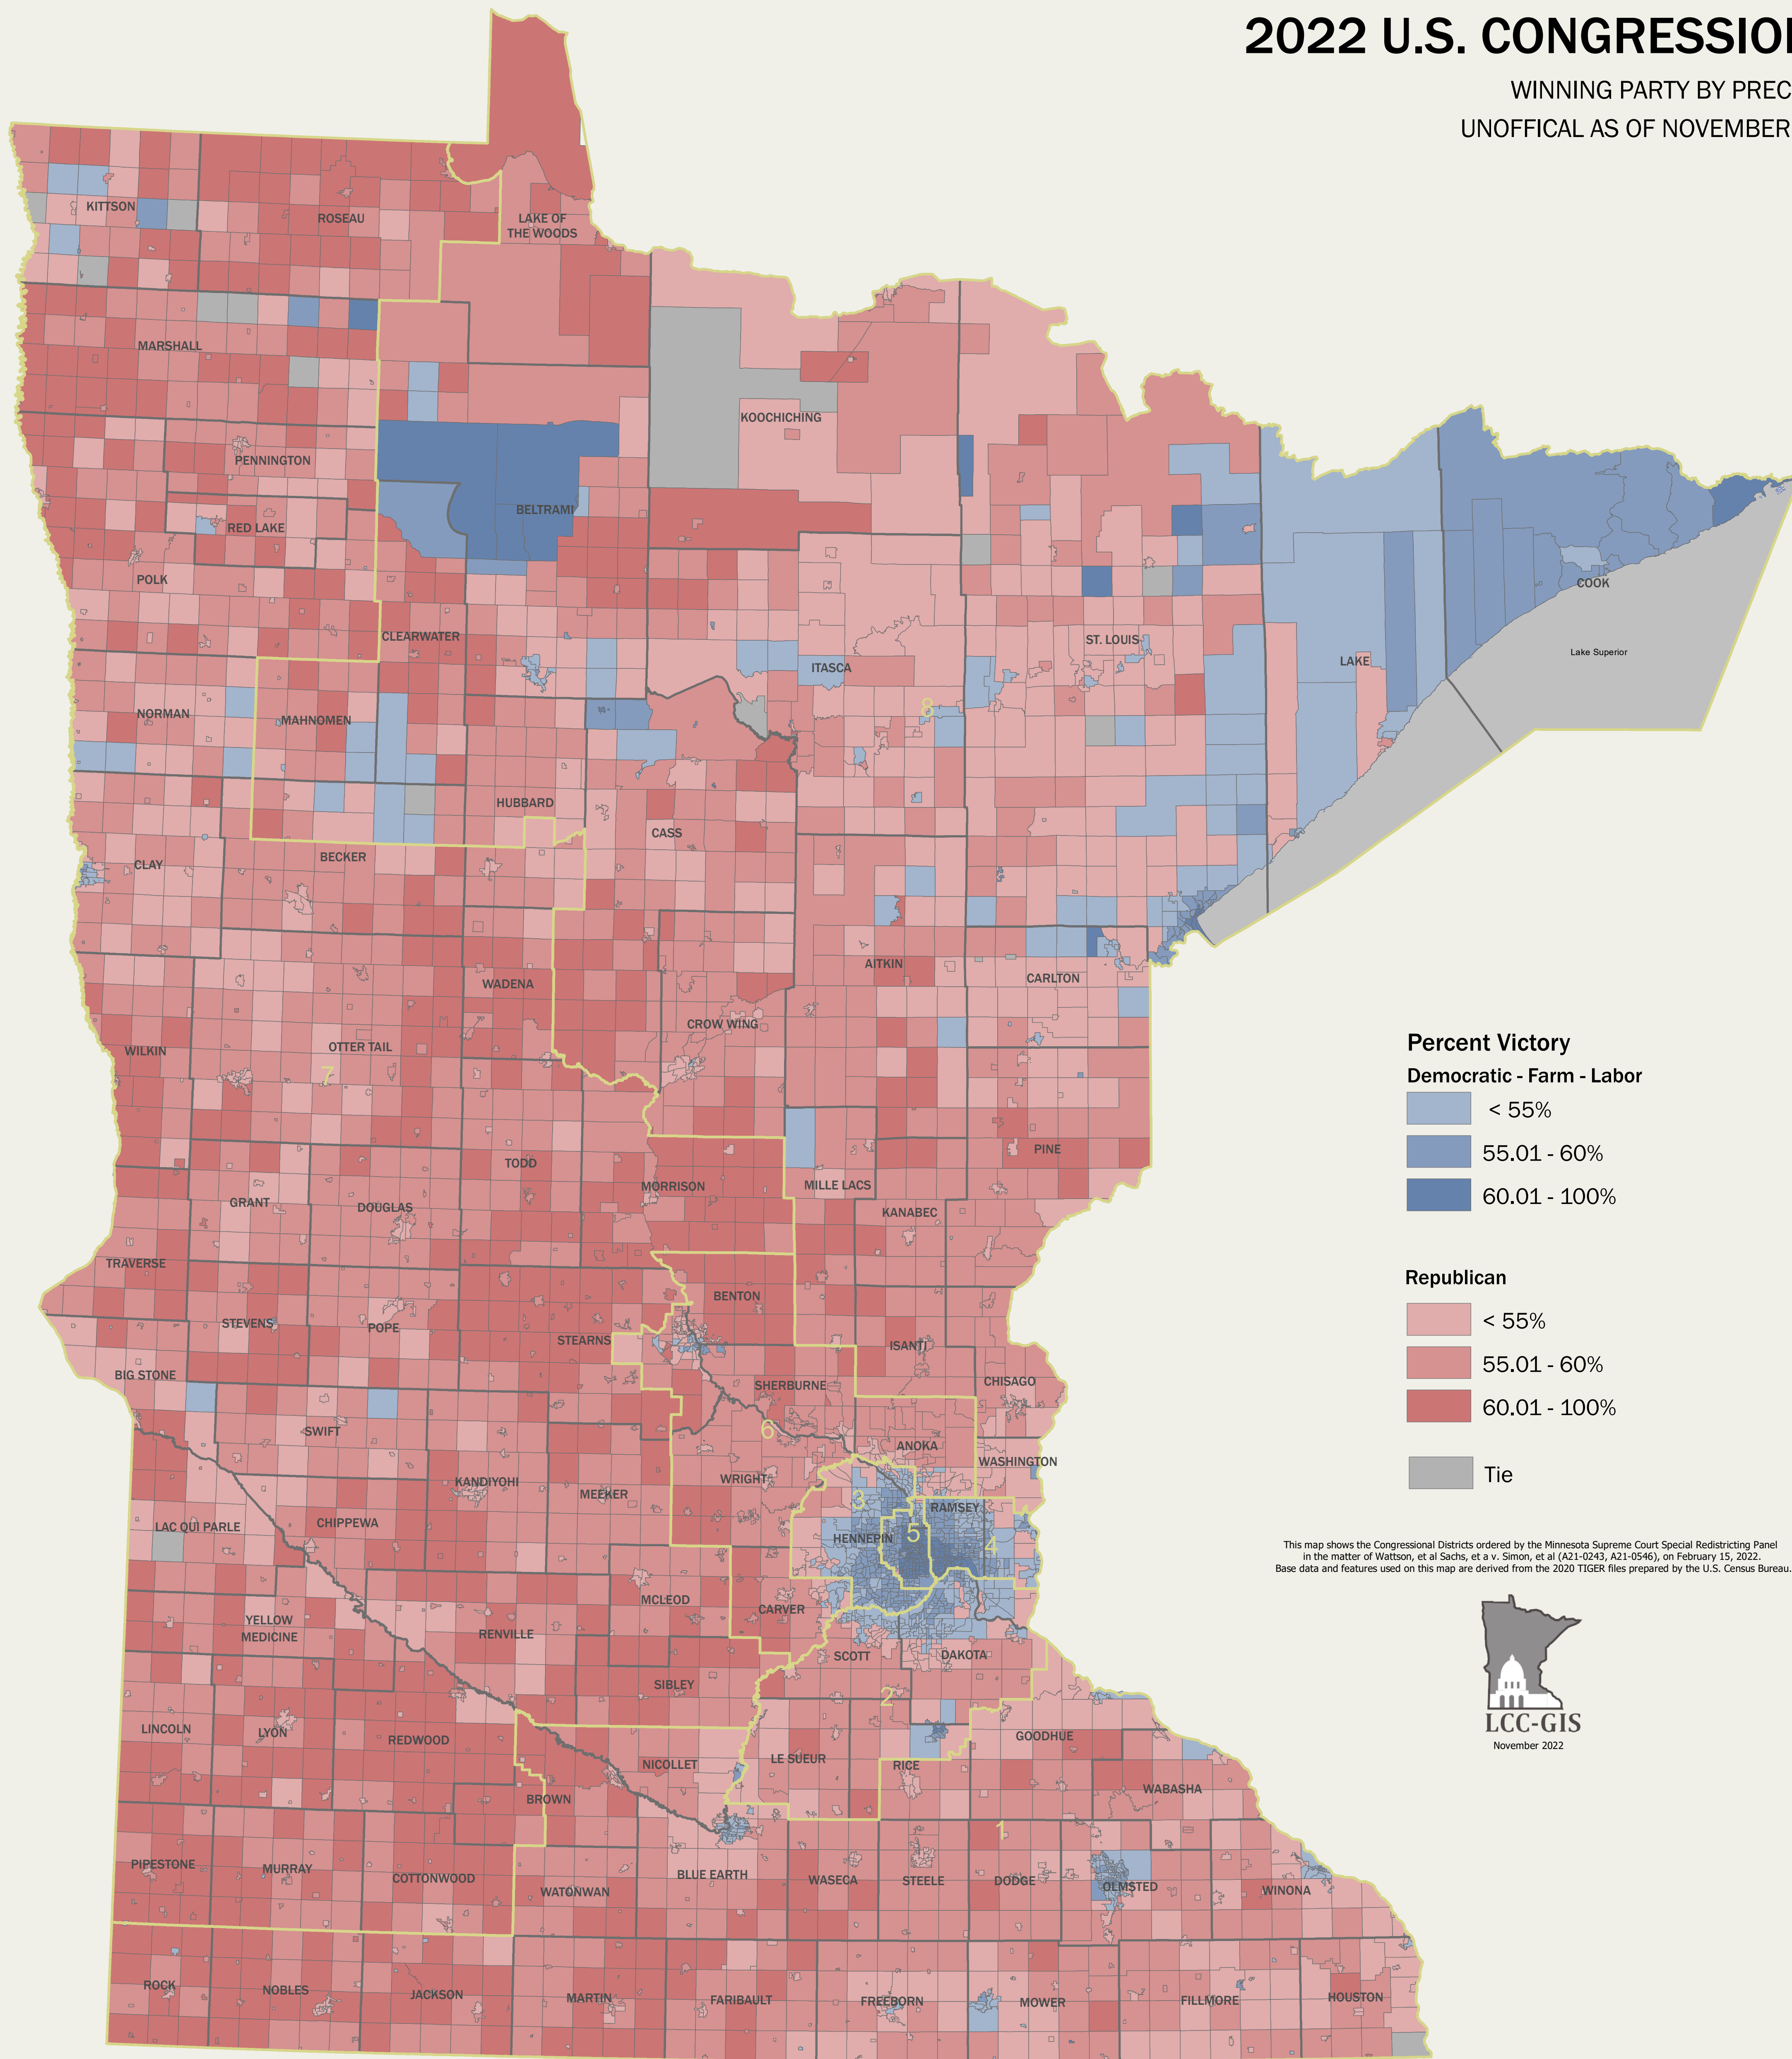 2022 U.S. CONGRESSION
WINNING PARTY BY PREC
UNOFFICAL AS OF NOVEMBER
KITTSON
ROSEAU
LAKE OF
THE WOODS
MARSHALL
KOOCHICHING
PENNINGTON
BELTRAMI
RED LAKE
POLK
COOK
CLEARWATER
ST. LOUIS
Lake Superior
ITASCA
LAKE
8
NORMAN
MAHNOMEN
HUBBARD
CASS
BECKER
CLAY
AITKIN
CARLTON
WADENA
CROW WING
OTTER TAIL
WILKIN
7
Percent Victory
Democratic - Farm - Labor
< 55%
55.01 - 60%
60.01 - 100%
PINE
TODD
MORRISON
MILLE LACS
GRANT
DOUGLAS
KANABEC
TRAVERSE
Republican
< 55%
55.01 - 60%
60.01 - 100%
BENTON
STEVENS
POPE
STEARNS
ISANTI
BIG STONE
SHERBURNE
CHISAGO
SWIFT
6
ANOKA
WASHINGTON
Tie
KANDIYOHI
WRIGHT
MEEKER
3
RAMSEY
LAC QUI PARLE
CHIPPEWA
HENNEPIN
5
4
This map shows the Congressional Districts ordered by the Minnesota Supreme Court Special Redistricting Panel
in the matter of Wattson, et al Sachs, et a v. Simon, et al (A21-0243, A21-0546), on February 15, 2022.
Base data and features used on this map are derived from the 2020 TIGER files prepared by the U.S. Census Bureau.
MCLEOD
CARVER
YELLOW
MEDICINE
RENVILLE
SCOTT
DAKOTA
SIBLEY
2
LINCOLN
LYON
REDWOOD
GOODHUE
LCC-GIS
November 2022
NICOLLET
LE SUEUR
RICE
WABASHA
BROWN
1
PIPESTONE
MURRAY
COTTONWOOD
BLUE EARTH
WASECA
STEELE
DODGE
OLMSTED
WINONA
WATONWAN
ROCK
NOBLES
JACKSON
MARTIN
FARIBAULT
FREEBORN
MOWER
FILLMORE
HOUSTON